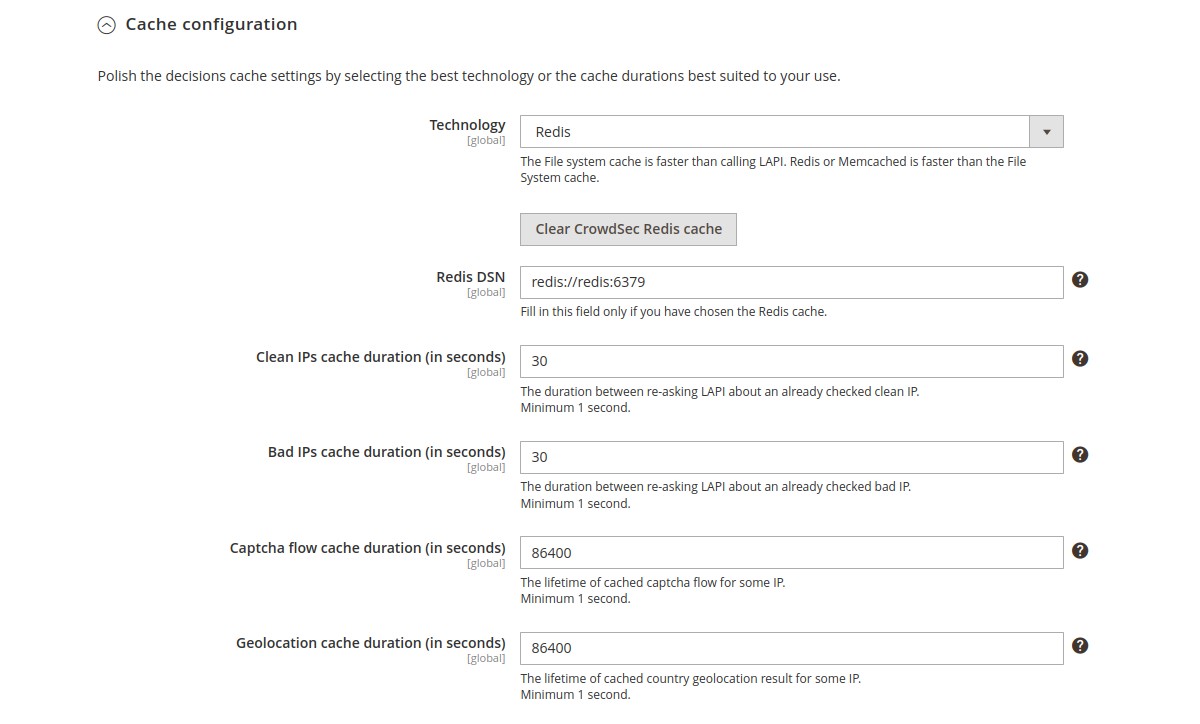 Cache configuration
Polish the decisions cache settings by selecting the best technology or the cache durations best suited to your use.
Technology
[global]
Redis
The File system cache is faster than calling LAPI. Redis or Memcached is faster than the File
System cache.
Clear CrowdSec Redis cache
Redis DSN
[global]
redis://redis:6379
?
Fill in this field only if you have chosen the Redis cache.
Clean IPs cache duration (in seconds)
[global]
30
?
The duration between re-asking LAPI about an already checked clean IP.
Minimum 1 second.
Bad IPs cache duration (in seconds)
[global]
30
?
The duration between re-asking LAPI about an already checked bad IP.
Minimum 1 second.
Captcha flow cache duration (in seconds)
[global]
86400
?
The lifetime of cached captcha flow for some IP.
Minimum 1 second.
Geolocation cache duration (in seconds)
[global]
86400
?
The lifetime of cached country geolocation result for some IP.
Minimum 1 second.